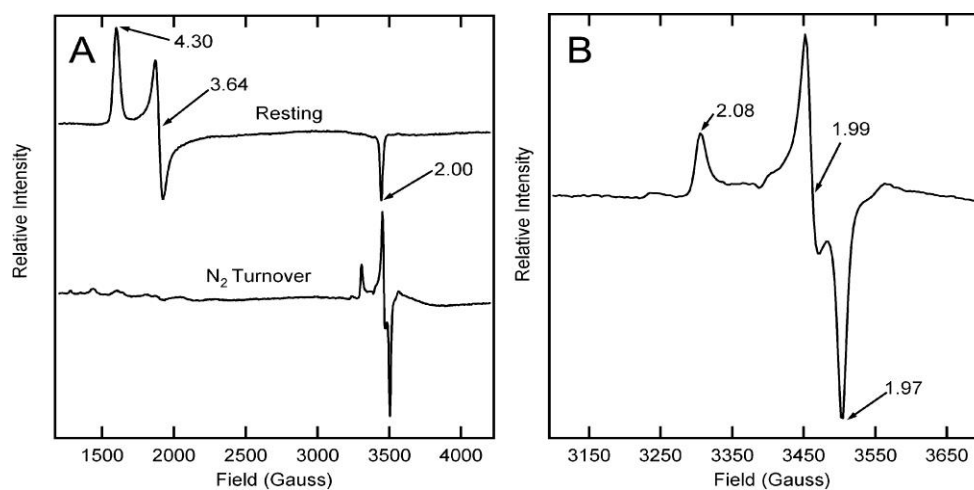 A
4.30
3.64
Resting
2.00
N₂ Turnover
Relative Intensity
1500 2000 2500 3000 3500 4000
Field (Gauss)
B
2.08
1.99
1.97
Relative Intensity
3150 3250 3350 3450 3550 3650
Field (Gauss)